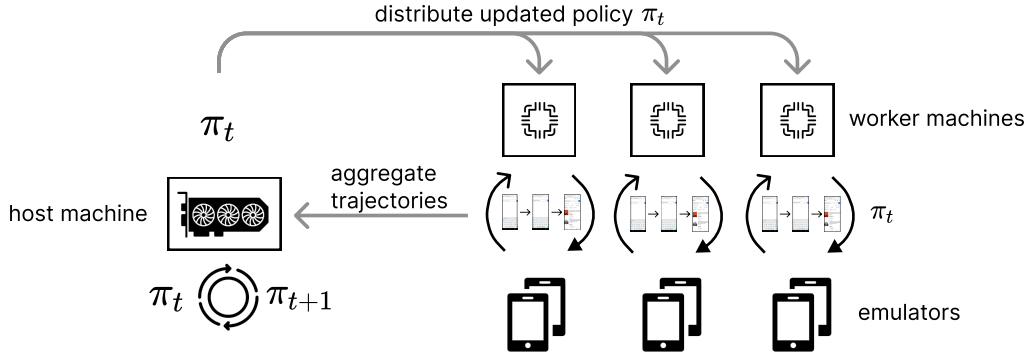 distribute updated policy π_t
π_t
worker machines
aggregate
trajectories
host machine
π_t
π_t π_{t+1}
emulators